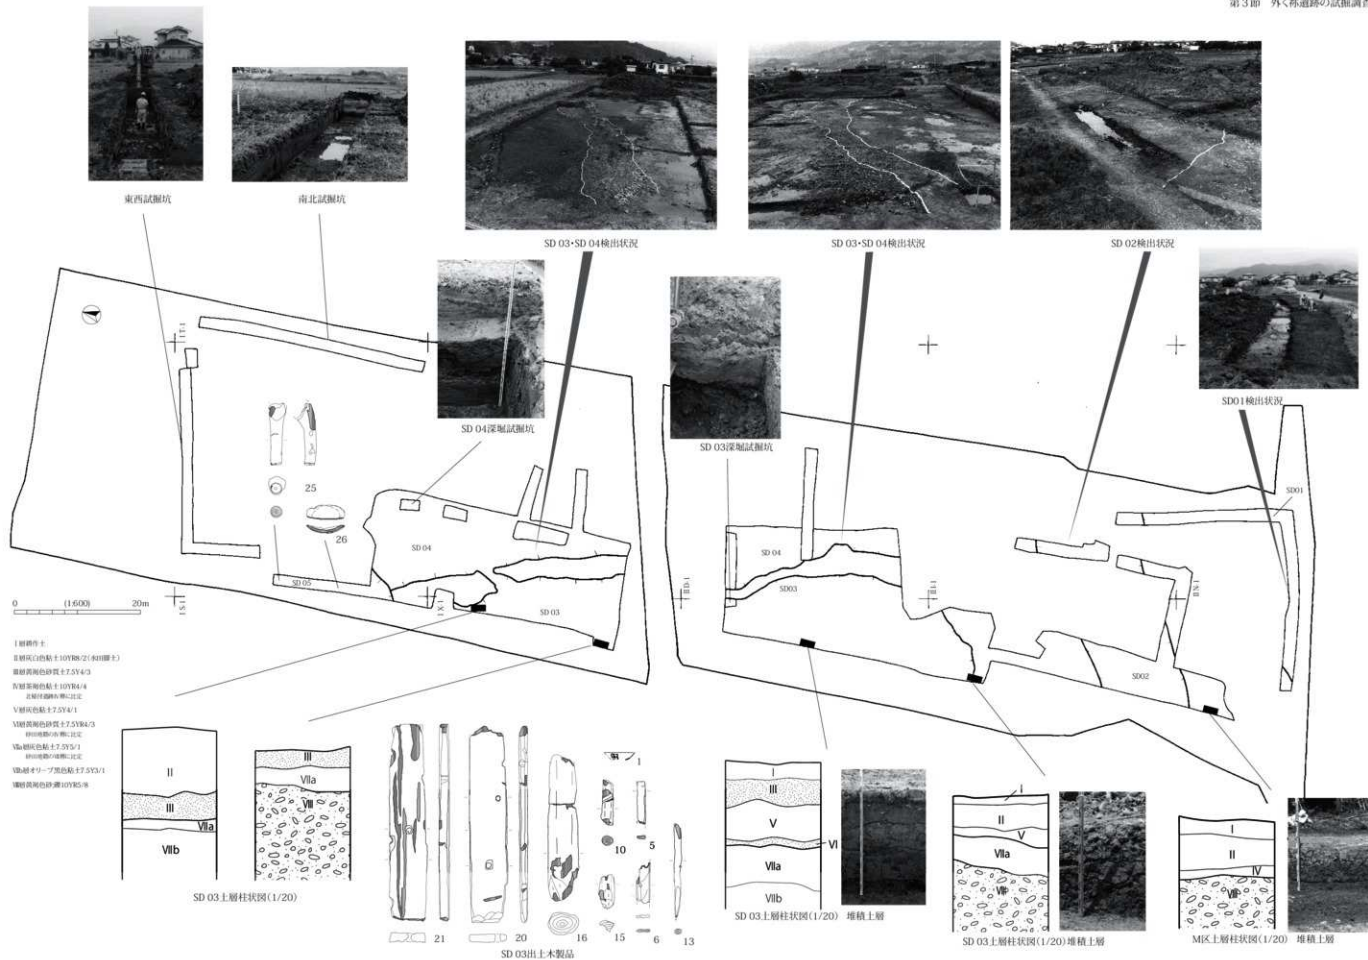 第3節 外く称遺跡の試掘調査
東西試掘坑
南北試掘坑
SD 03・SD 04検出状況
SD 03・SD 04検出状況
SD 02検出状況
SD 04深堀試掘坑
SD 03深堀試掘坑
SD01検出状況
I T-1
25
26
SD 04
SD 05
SD 03
I S-1
I X-1
SD 04
SD03
II D-1
II I-1
II N-1
SD01
SD02
0 (1:600) 20m
I層耕作土
II層灰白色粘土10YR8/2(水田床土)
III層黄褐色砂質土7.5Y4/3
IV層茶褐色粘土10YR4/4
V層灰色粘土7.5Y4/1
VI層黄褐色砂質土7.5YR4/3
VIIa層灰色粘土7.5Y5/1
VIIb層オリーブ黒色粘土7.5Y3/1
VIII層黄褐色砂礫10YR5/8
II
III
VIIa
VIIb
III
VIIa
VIII
SD 03土層柱状図(1/20)
21
20
16
1
10
5
15
6
13
SD 03出土木製品
I
III
V
VI
VIIa
VIIb
SD 03土層柱状図(1/20) 堆積土層
I
II
V
VIIa
VIII
SD 03土層柱状図(1/20)堆積土層
I
II
IV
VIII
M区土層柱状図(1/20) 堆積土層